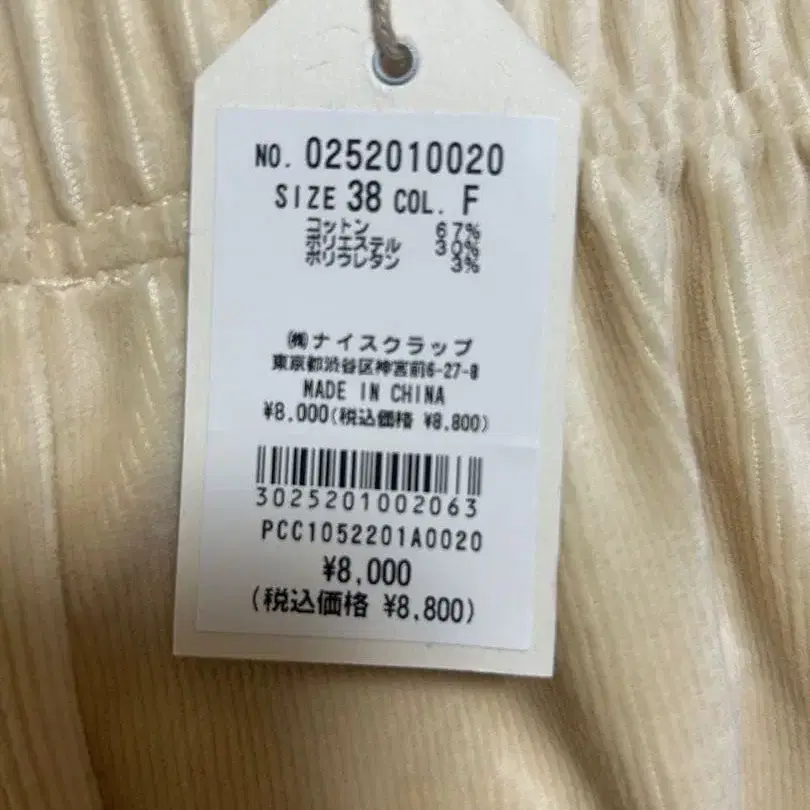 NO. 0252010020
SIZE 38 COL. F
コットン 67%
ポリエステル 30%
ポリウレタン 3%
㈱ナイスクラップ
東京都渋谷区神宮前6-27-8
MADE IN CHINA
¥8,000(税込価格 ¥8,800)
3025201002063
PCC1052201A0020
¥8,000
(税込価格 ¥8,800)